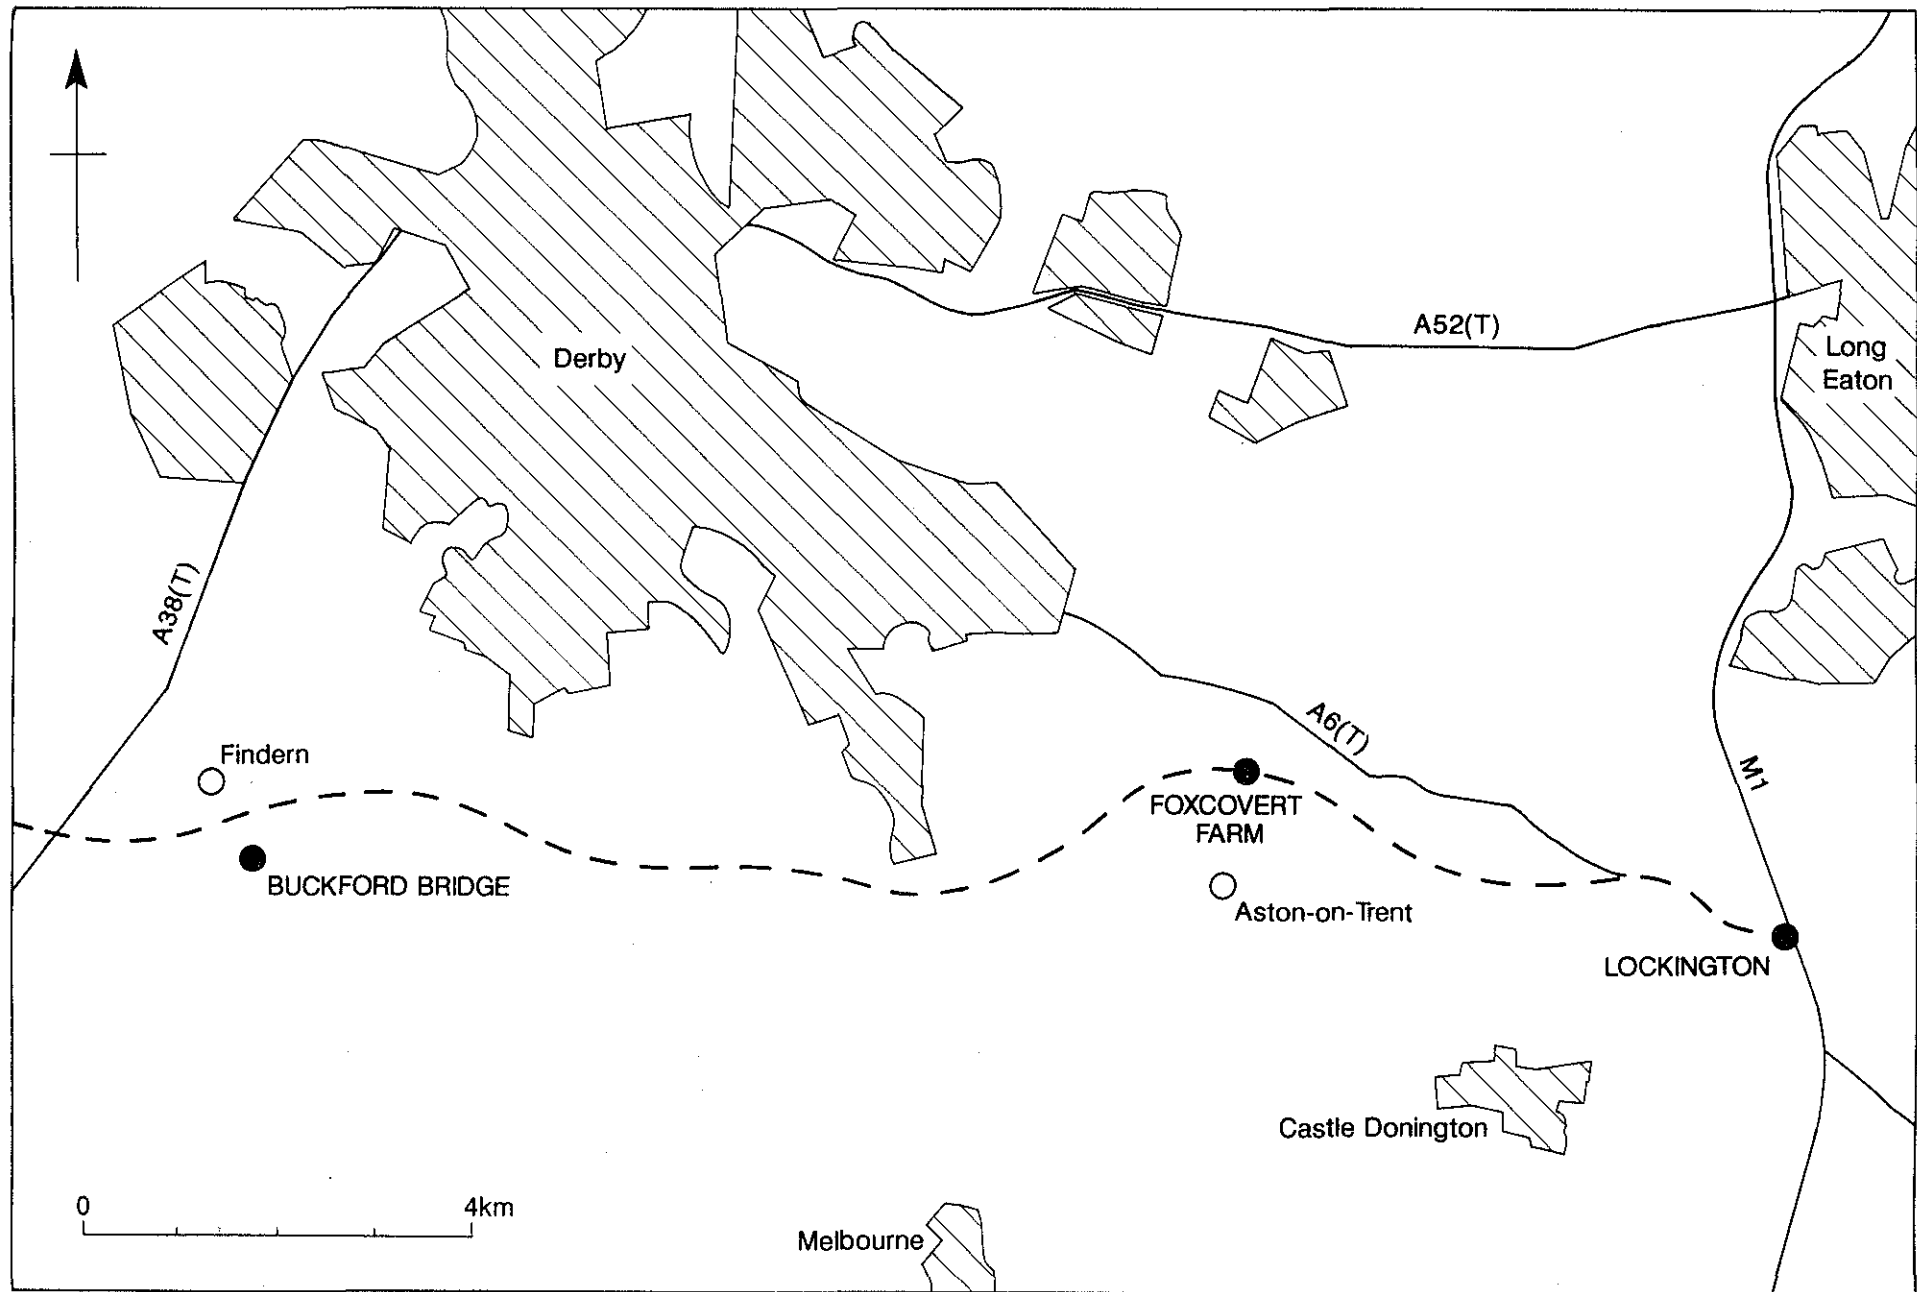 A52(T)
Derby
Long
Eaton
A38(T)
A6(T)
Findern
M1
FOXCOVERT
FARM
BUCKFORD BRIDGE
Aston-on-Trent
LOCKINGTON
Castle Donington
0
4km
Melbourne